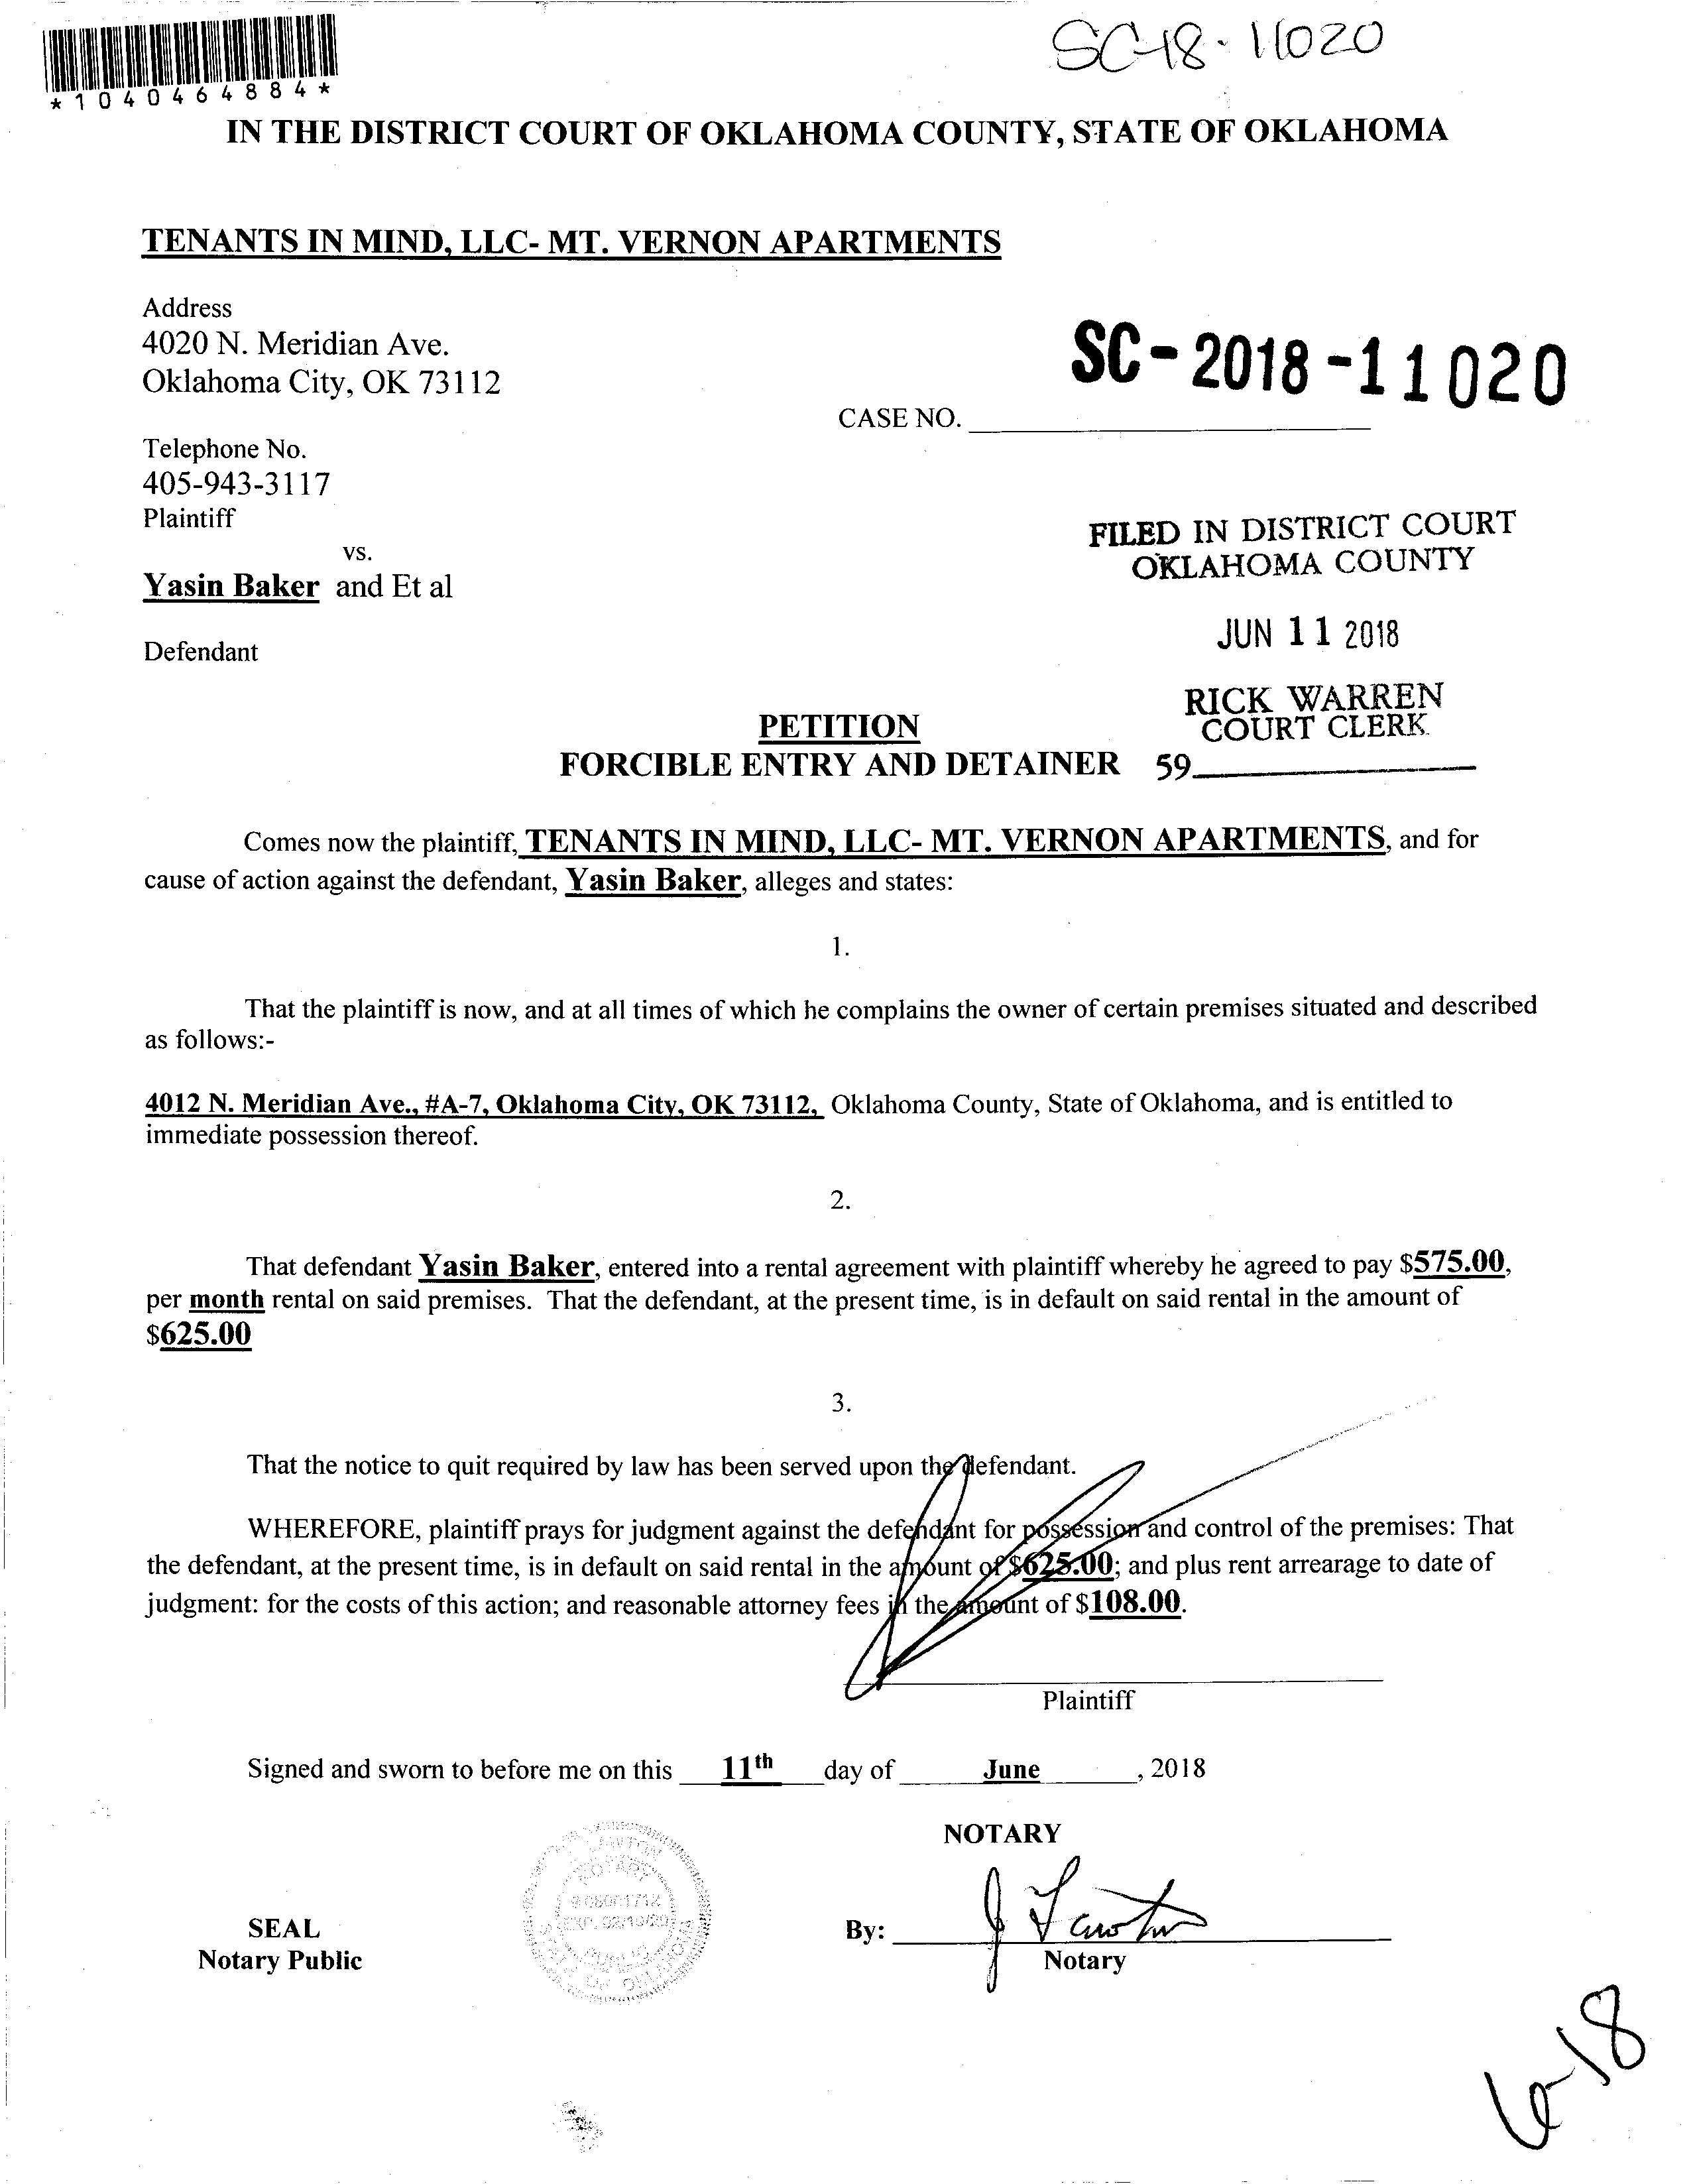 SC-18-11020
*1040464884*
IN THE DISTRICT COURT OF OKLAHOMA COUNTY, STATE OF OKLAHOMA
TENANTS IN MIND, LLC- MT. VERNON APARTMENTS
Address
4020 N. Meridian Ave.
Oklahoma City, OK 73112
SC-2018-11020
CASE NO.
Telephone No.
405-943-3117
Plaintiff
vs.
Yasin Baker and Et al
Defendant
FILED IN DISTRICT COURT
OKLAHOMA COUNTY
JUN 11 2018
RICK WARREN
COURT CLERK
59
PETITION
FORCIBLE ENTRY AND DETAINER
Comes now the plaintiff, TENANTS IN MIND, LLC- MT. VERNON APARTMENTS, and for
cause of action against the defendant, Yasin Baker, alleges and states:
1.
That the plaintiff is now, and at all times of which he complains the owner of certain premises situated and described
as follows:-
4012 N. Meridian Ave., #A-7, Oklahoma City, OK 73112, Oklahoma County, State of Oklahoma, and is entitled to
immediate possession thereof.
2.
That defendant Yasin Baker, entered into a rental agreement with plaintiff whereby he agreed to pay $575.00,
per month rental on said premises. That the defendant, at the present time, is in default on said rental in the amount of
$625.00
3.
That the notice to quit required by law has been served upon the defendant.
WHEREFORE, plaintiff prays for judgment against the defendant for possession and control of the premises: That
the defendant, at the present time, is in default on said rental in the amount of $625.00; and plus rent arrearage to date of
judgment: for the costs of this action; and reasonable attorney fees in the amount of $108.00.
Plaintiff
Signed and sworn to before me on this 11th day of June, 2018
NOTARY
SEAL
Notary Public
By:
Notary
6-18